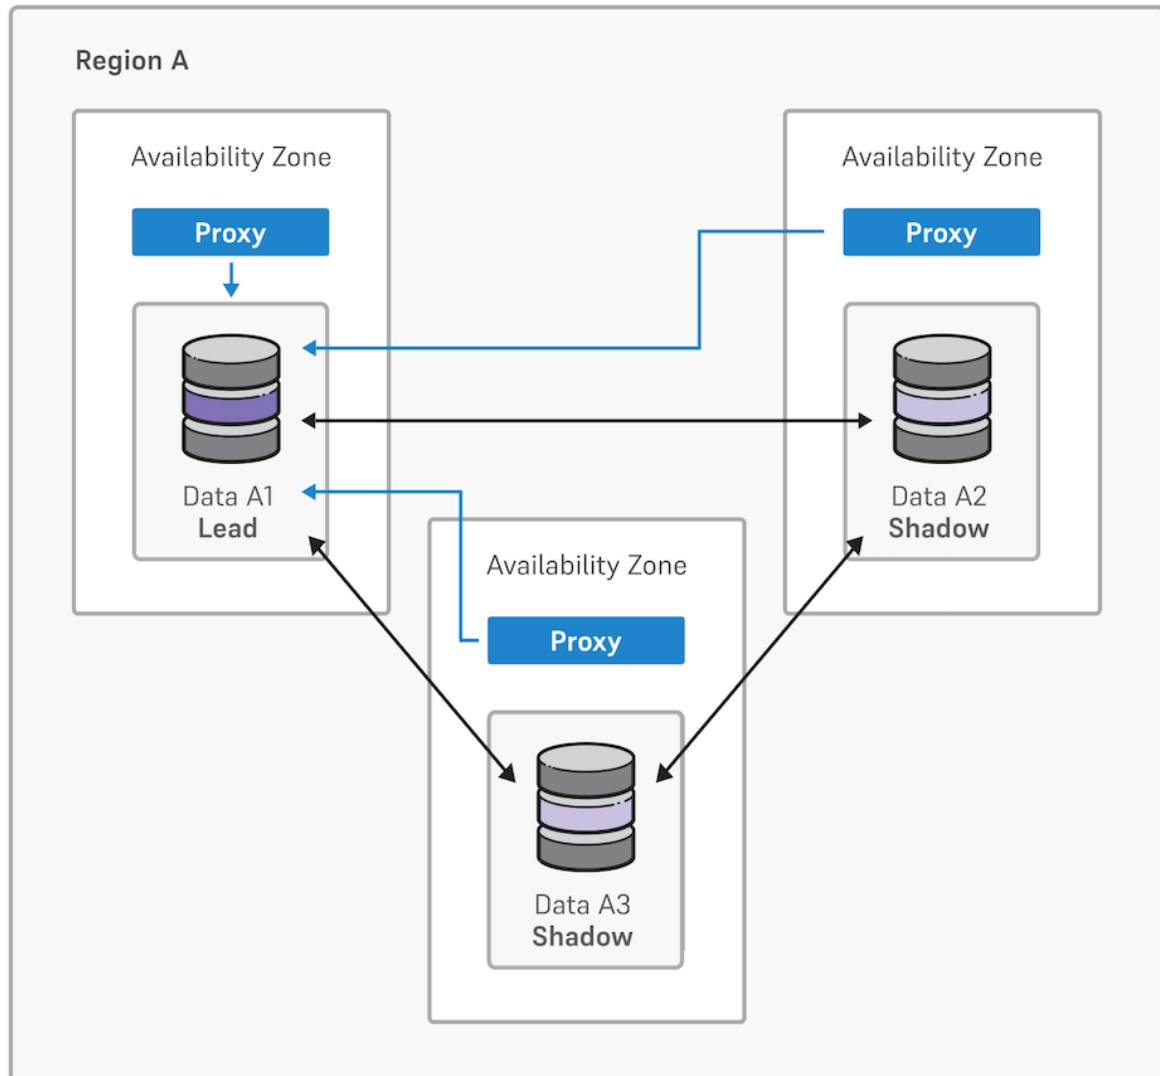 Region A
Availability Zone
Proxy
Data A1
Lead
Availability Zone
Proxy
Data A2
Shadow
Availability Zone
Proxy
Data A3
Shadow